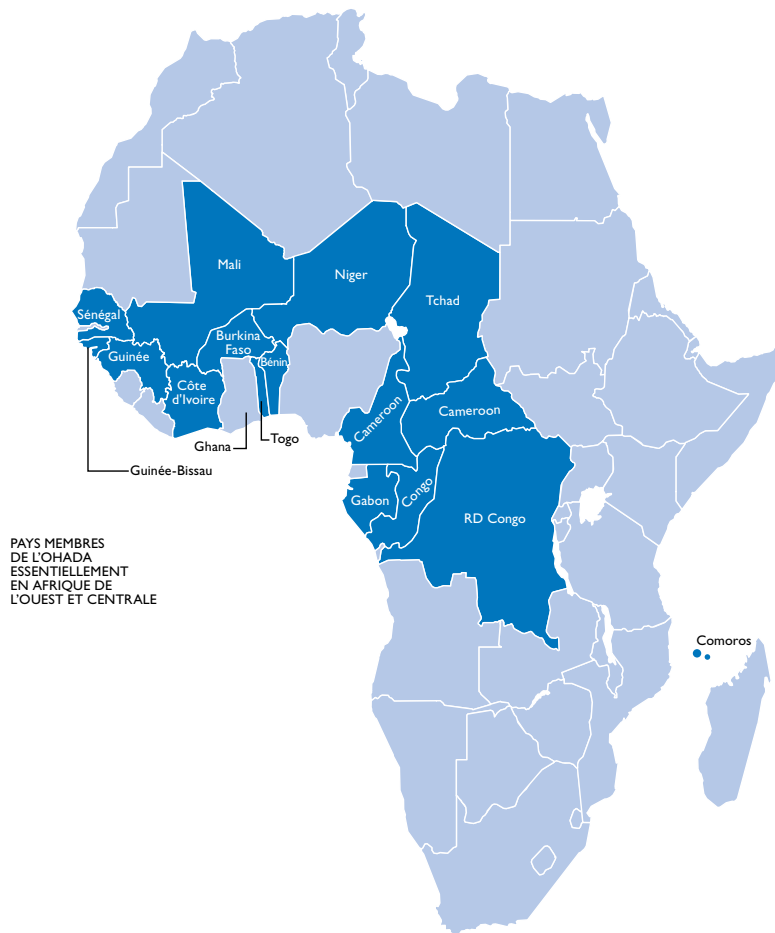 Mali
Niger
Tchad
Sénégal
Burkina
Faso
Guinée
Bénin
Côte
d'Ivoire
Cameroon
Cameroon
Ghana
Togo
Guinée-Bissau
Gabon
Congo
RD Congo
PAYS MEMBRES
DE L'OHADA
ESSENTIELLEMENT
EN AFRIQUE DE
L'OUEST ET CENTRALE
Comoros